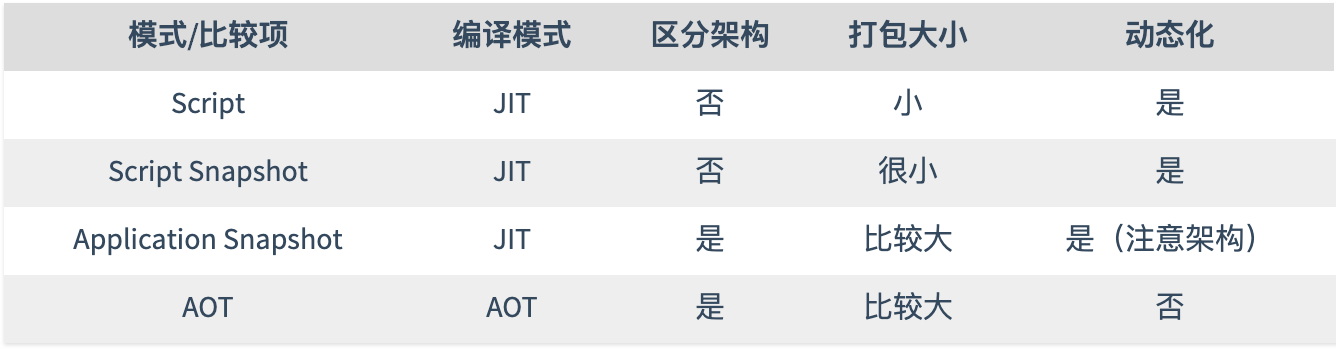 模式/比较项 编译模式 区分架构 打包大小 动态化
Script JIT 否 小 是
Script Snapshot JIT 否 很小 是
Application Snapshot JIT 是 比较大 是（注意架构）
AOT AOT 是 比较大 否